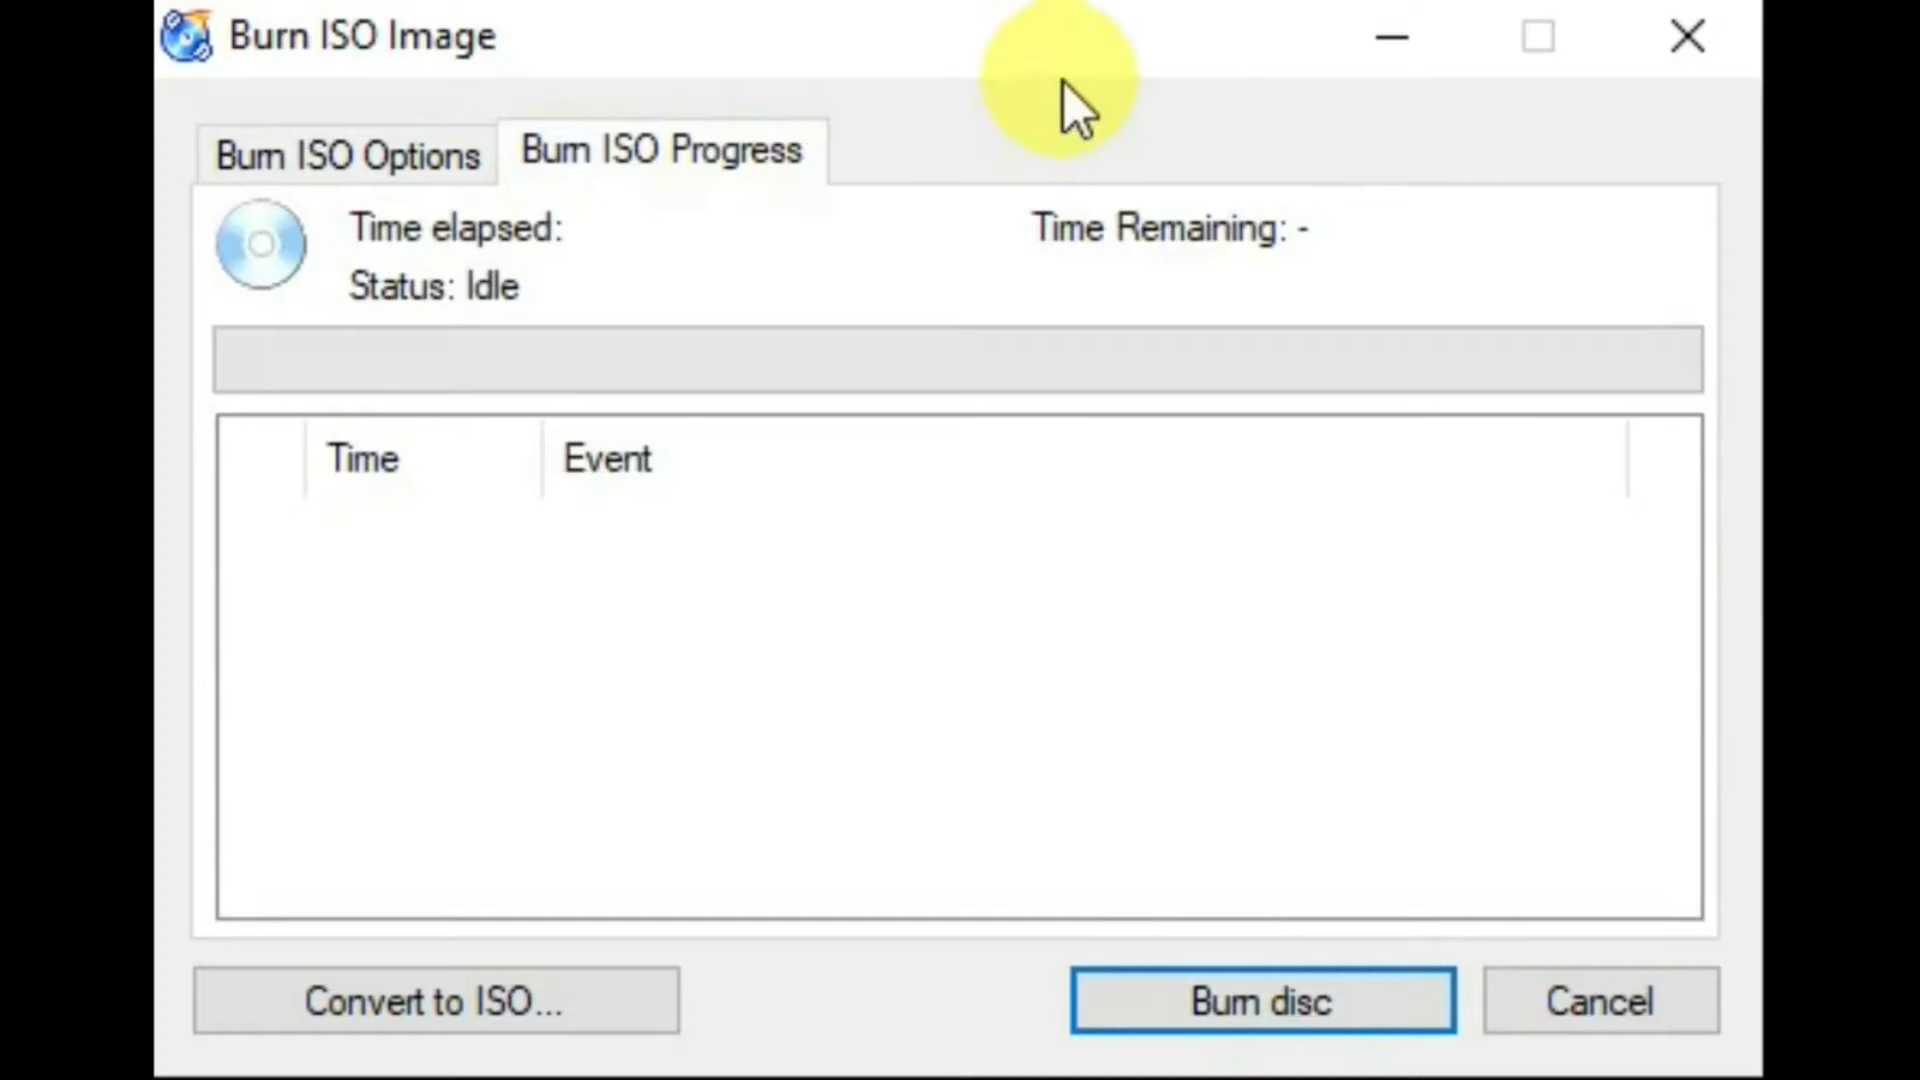 Burn ISO Image
Burn ISO Options
Burn ISO Progress
Time elapsed:
Time Remaining: -
Status: Idle
Time
Event
Convert to ISO...
Burn disc
Cancel